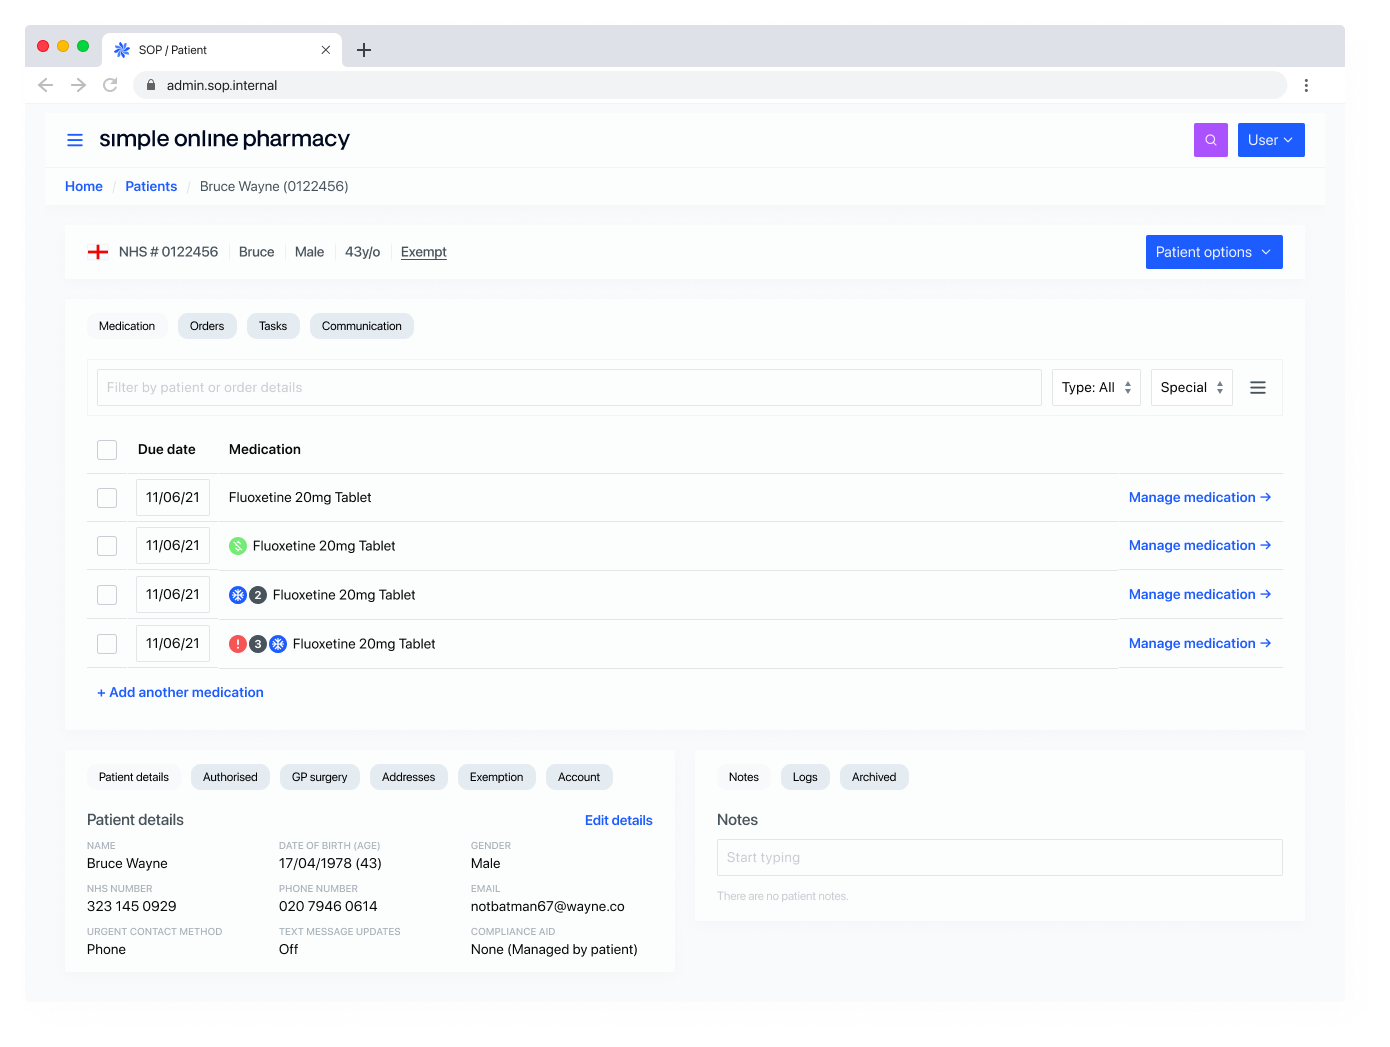 SOP / Patient
admin.sop.internal
simple online pharmacy
User
Home / Patients / Bruce Wayne (0122456)
NHS # 0122456 Bruce Male 43y/o Exempt
Patient options
Medication Orders Tasks Communication
Filter by patient or order details Type: All Special
Due date Medication
11/06/21 Fluoxetine 20mg Tablet Manage medication →
11/06/21 Fluoxetine 20mg Tablet Manage medication →
11/06/21 2 Fluoxetine 20mg Tablet Manage medication →
11/06/21 ! 3 Fluoxetine 20mg Tablet Manage medication →
+ Add another medication
Patient details Authorised GP surgery Addresses Exemption Account
Patient details Edit details
NAME DATE OF BIRTH (AGE) GENDER
Bruce Wayne 17/04/1978 (43) Male
NHS NUMBER PHONE NUMBER EMAIL
323 145 0929 020 7946 0614 notbatman67@wayne.co
URGENT CONTACT METHOD TEXT MESSAGE UPDATES COMPLIANCE AID
Phone Off None (Managed by patient)
Notes Logs Archived
Notes
Start typing
There are no patient notes.